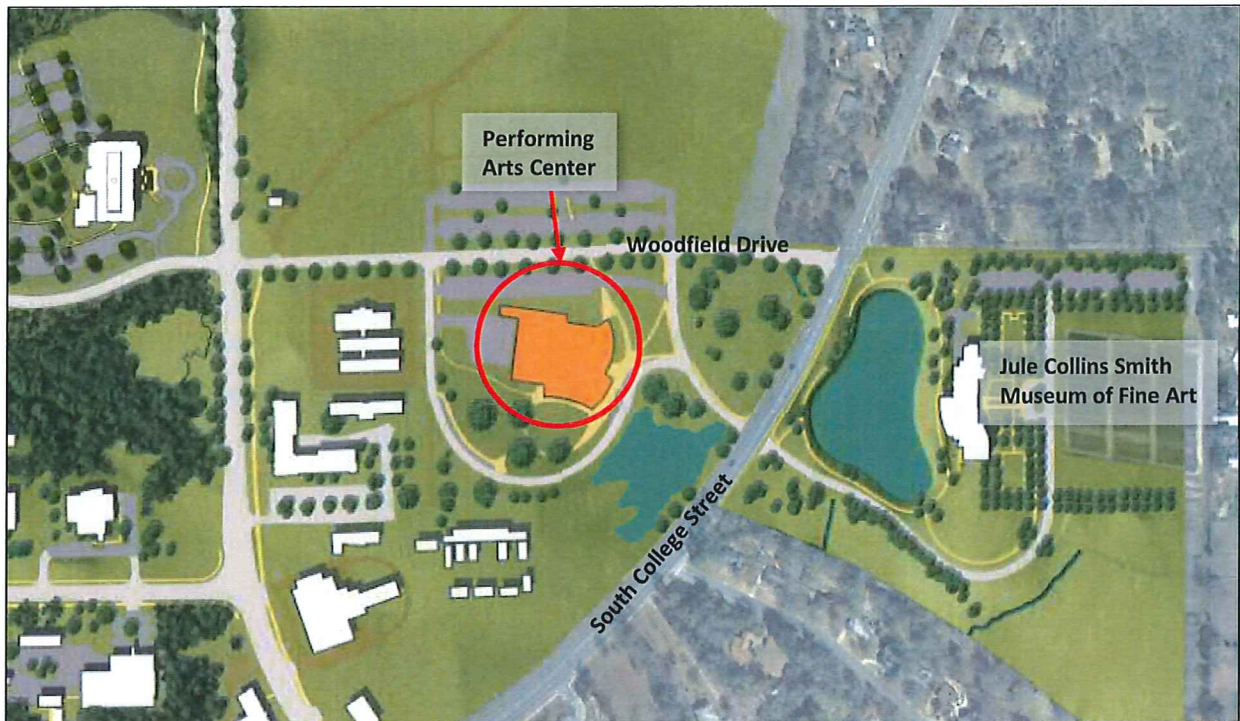 Performing
Arts Center
Woodfield Drive
Jule Collins Smith
Museum of Fine Art
South College Street